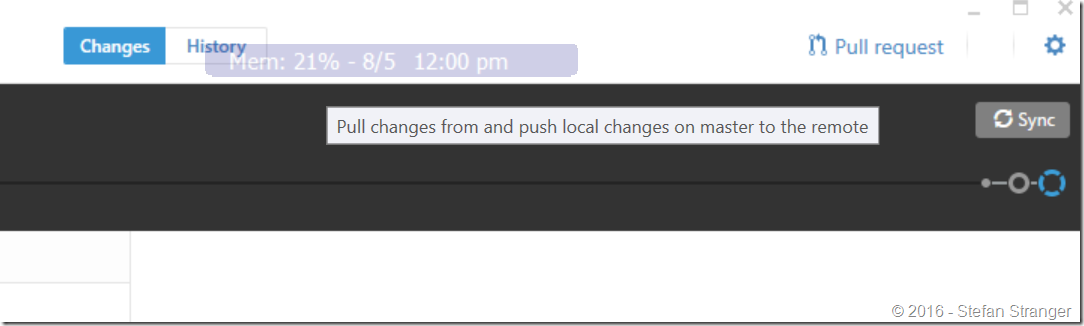 Changes History
Pull request
Mem: 21% - 8/5 12:00 pm
Pull changes from and push local changes on master to the remote
Sync
© 2016 - Stefan Stranger